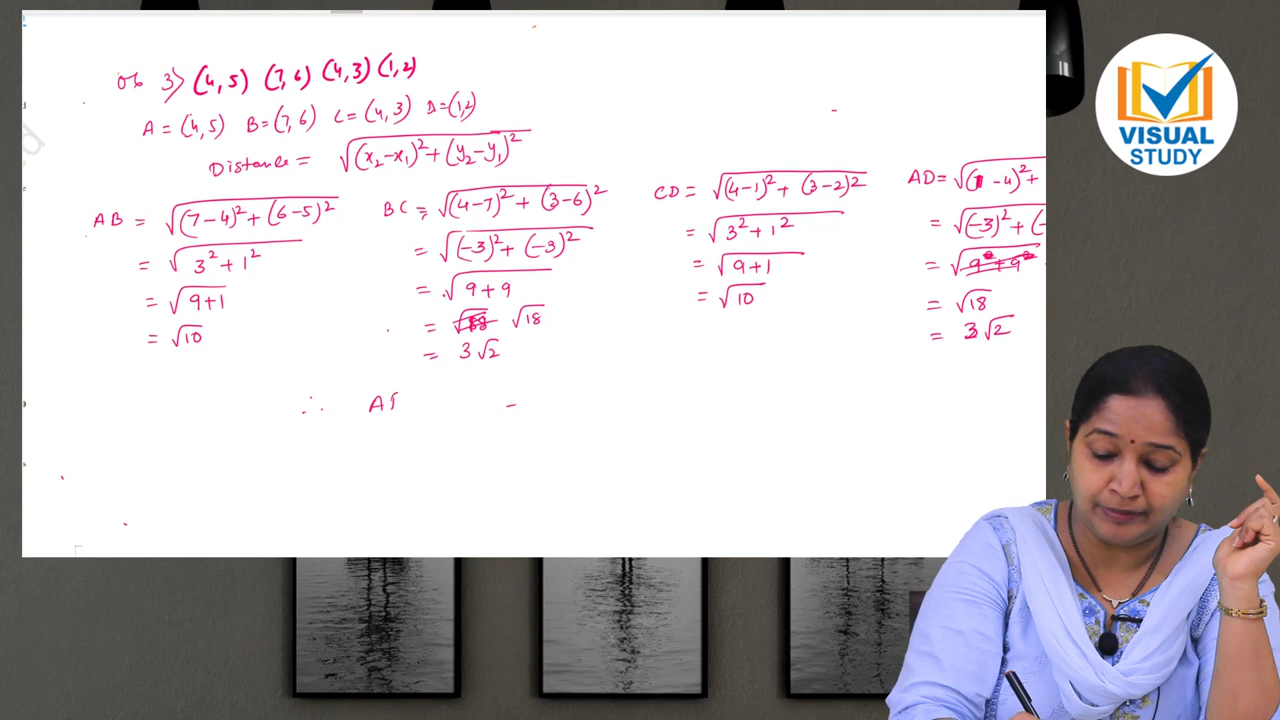 3) (4,5) (7,6) (4,3) (1,2)
A = (4,5) B = (7,6) C = (4,3) D = (1,2)
Distance = √(x₂-x₁)² + (y₂-y₁)²
AB = √(7-4)² + (6-5)²
= √3² + 1²
= √9+1
= √10
BC = √(4-7)² + (3-6)²
= √(-3)² + (-3)²
= √9+9
= √18
= 3√2
CD = √(4-1)² + (3-2)²
= √3² + 1²
= √9+1
= √10
AD = √(1-4)² +
= √(-3)² + (-
= √9² + 9²
= √18
= 3√2
∴
VISUAL
STUDY